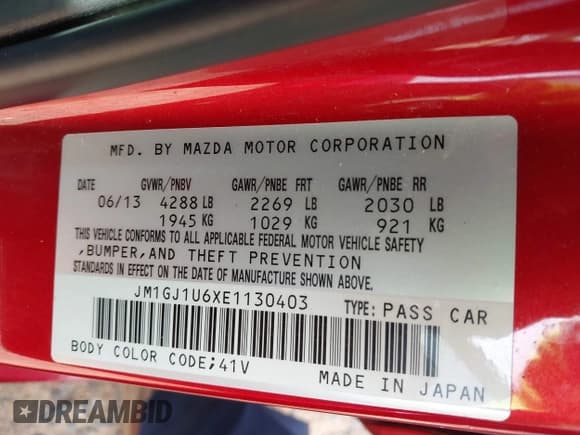 MFD. BY MAZDA MOTOR CORPORATION
DATE GVWR/PNBV GAWR/PNBE FRT GAWR/PNBE RR
06/13 4288 LB 2269 LB 2030 LB
1945 KG 1029 KG 921 KG
THIS VEHICLE CONFORMS TO ALL APPLICABLE FEDERAL MOTOR VEHICLE SAFETY
,BUMPER,AND THEFT PREVENTION
STANDARDS IN EFFECT ON THE DATE OF MANUFACTURE SHOWN ABOVE.
JM1GJ1U6XE1130403 TYPE: PASS CAR
BODY COLOR CODE;41V
MADE IN JAPAN
DREAMBID